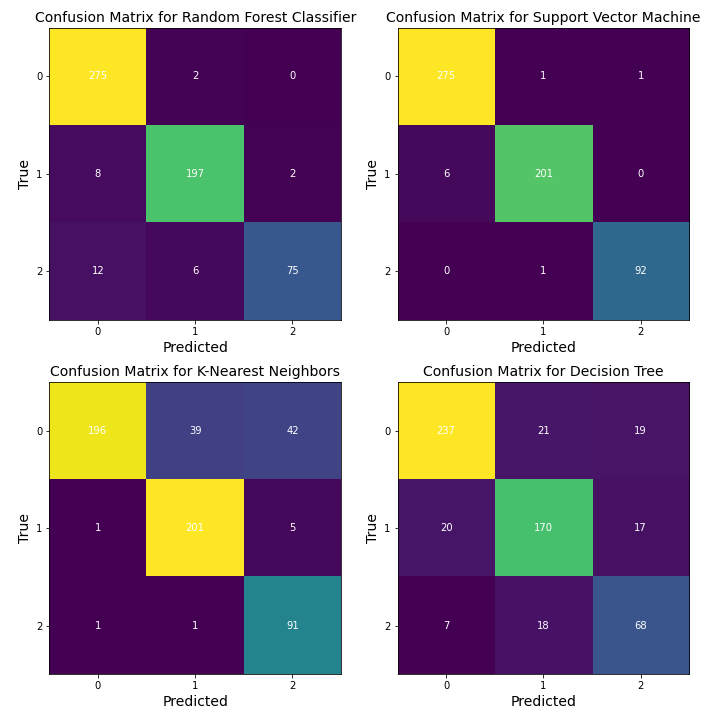 Confusion Matrix for Random Forest Classifier
True
0
275 2 0
1
8 197 2
2
12 6 75
0 1 2
Predicted
Confusion Matrix for Support Vector Machine
True
0
275 1 1
1
6 201 0
2
0 1 92
0 1 2
Predicted
Confusion Matrix for K-Nearest Neighbors
True
0
196 39 42
1
1 201 5
2
1 1 91
0 1 2
Predicted
Confusion Matrix for Decision Tree
True
0
237 21 19
1
20 170 17
2
7 18 68
0 1 2
Predicted